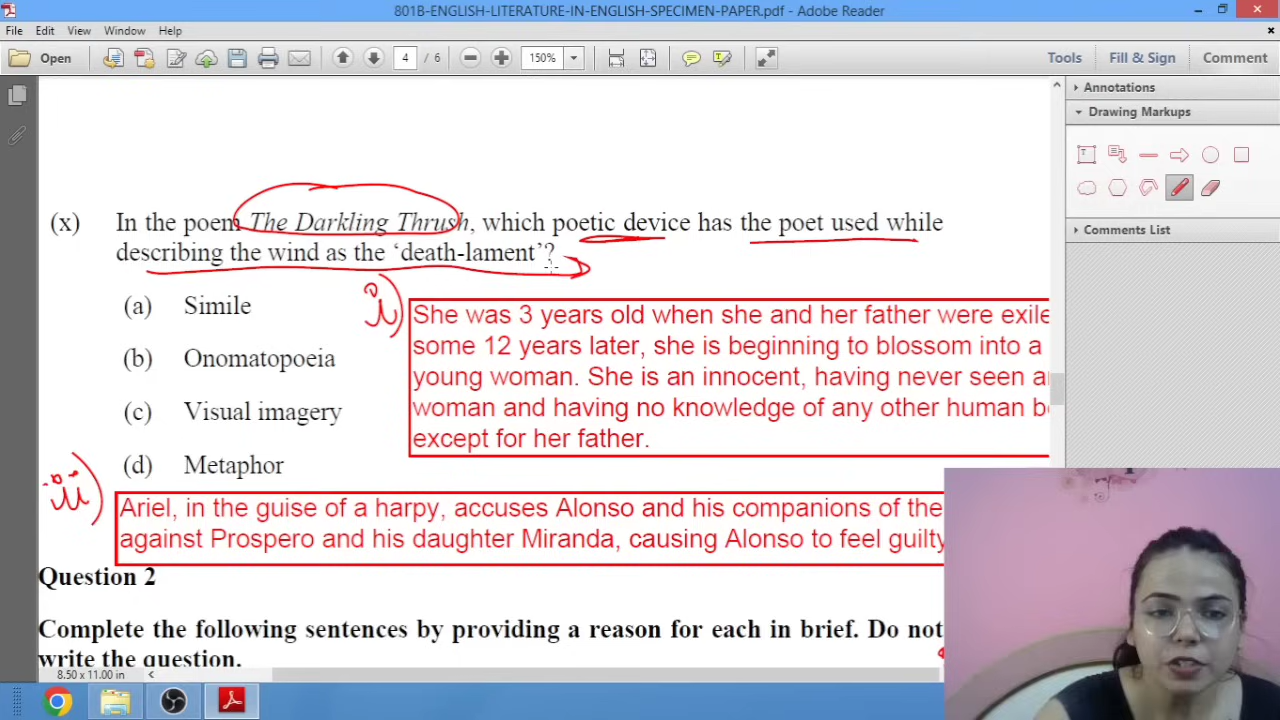 801B-ENGLISH-LITERATURE-IN-ENGLISH-SPECIMEN-PAPER.pdf - Adobe Reader
File Edit View Window Help
Open 4 / 6 150% Tools Fill & Sign Comment
Annotations
Drawing Markups
Comments List
(x) In the poem The Darkling Thrush, which poetic device has the poet used while
describing the wind as the ‘death-lament’?
(a) Simile
(b) Onomatopoeia
(c) Visual imagery
(d) Metaphor
i)
She was 3 years old when she and her father were exile
some 12 years later, she is beginning to blossom into a
young woman. She is an innocent, having never seen a
woman and having no knowledge of any other human b
except for her father.
iii)
Ariel, in the guise of a harpy, accuses Alonso and his companions of the
against Prospero and his daughter Miranda, causing Alonso to feel guilty
Question 2
Complete the following sentences by providing a reason for each in brief. Do not
write the question.
8.50 x 11.00 in